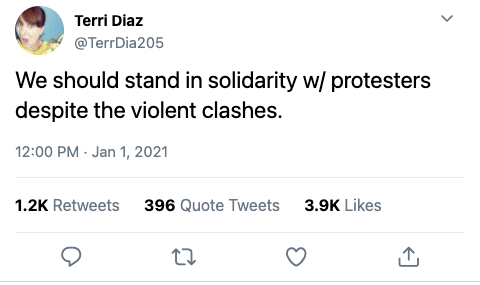 Terri Diaz
@TerrDia205
We should stand in solidarity w/ protesters
despite the violent clashes.
12:00 PM · Jan 1, 2021
1.2K Retweets 396 Quote Tweets 3.9K Likes